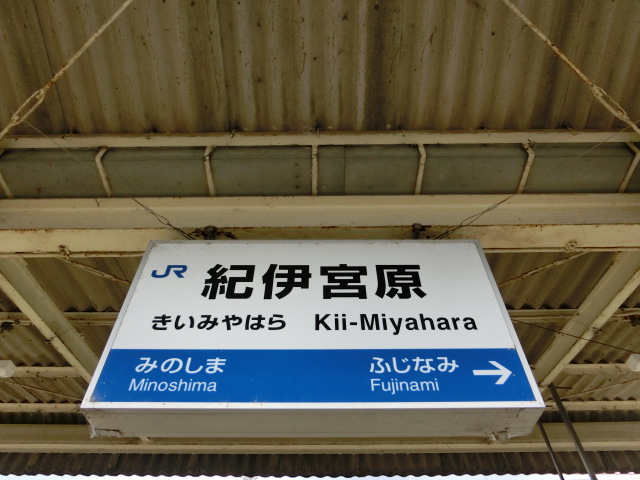 JR 紀伊宮原
きいみやはら Kii-Miyahara
みのしま ふじなみ
Minoshima Fujinami